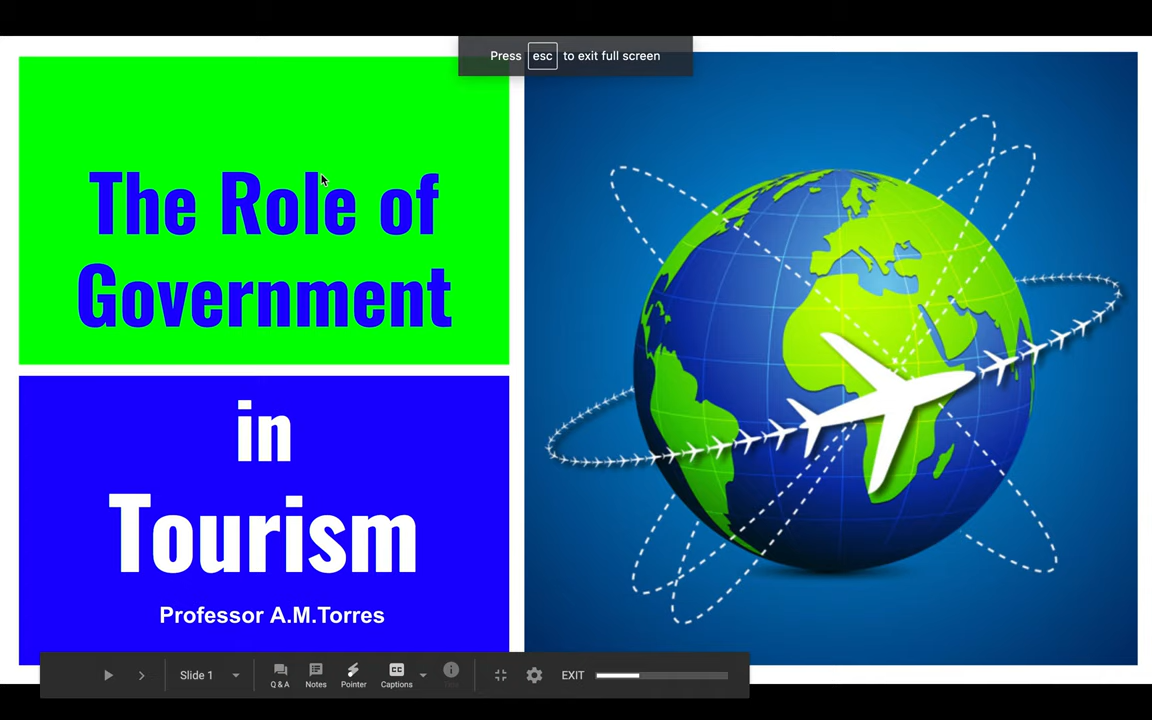 Press esc to exit full screen
The Role of
Government
in
Tourism
Professor A.M.Torres
Slide 1
Q & A
Notes
Pointer
CC
Captions
EXIT